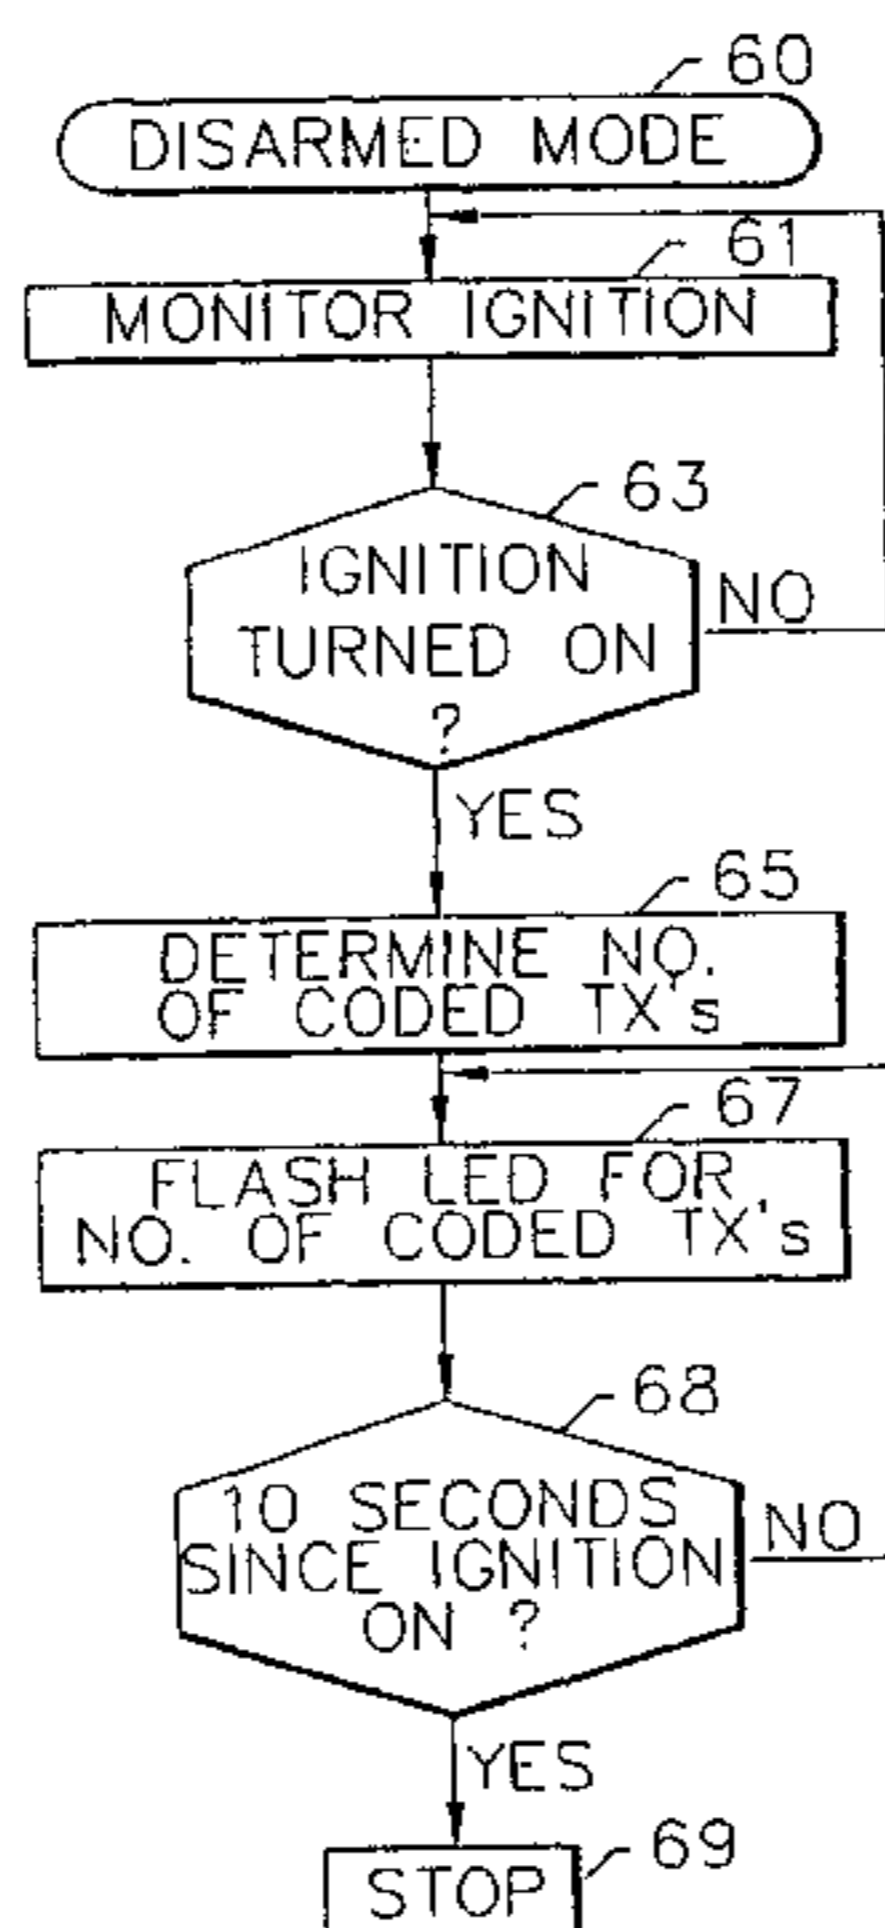 60
DISARMED MODE
61
MONITOR IGNITION
63
IGNITION
TURNED ON
?
NO
YES
65
DETERMINE NO.
OF CODED TX's
67
FLASH LED FOR
NO. OF CODED TX's
68
10 SECONDS
SINCE IGNITION
ON ?
NO
YES
69
STOP